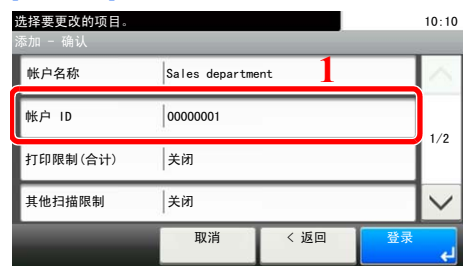 选择要更改的项目。 10:10
添加 - 确认
帐户名称 Sales department 1
帐户 ID 00000001
1/2
打印限制(合计) 关闭
其他扫描限制 关闭
取消 < 返回 登录